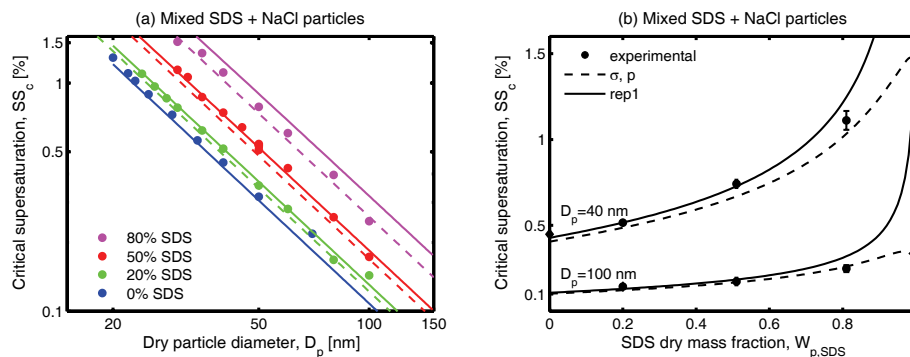 (a) Mixed SDS + NaCl particles
Critical supersaturation, SS_c [%]
1.5
1
0.5
0.1
80% SDS
50% SDS
20% SDS
0% SDS
20
50
100
150
Dry particle diameter, D_p [nm]
(b) Mixed SDS + NaCl particles
Critical supersaturation, SS_c [%]
1.5
1
0.5
0.1
experimental
σ, p
rep1
D_p=40 nm
D_p=100 nm
0
0.2
0.4
0.6
0.8
SDS dry mass fraction, W_p,SDS